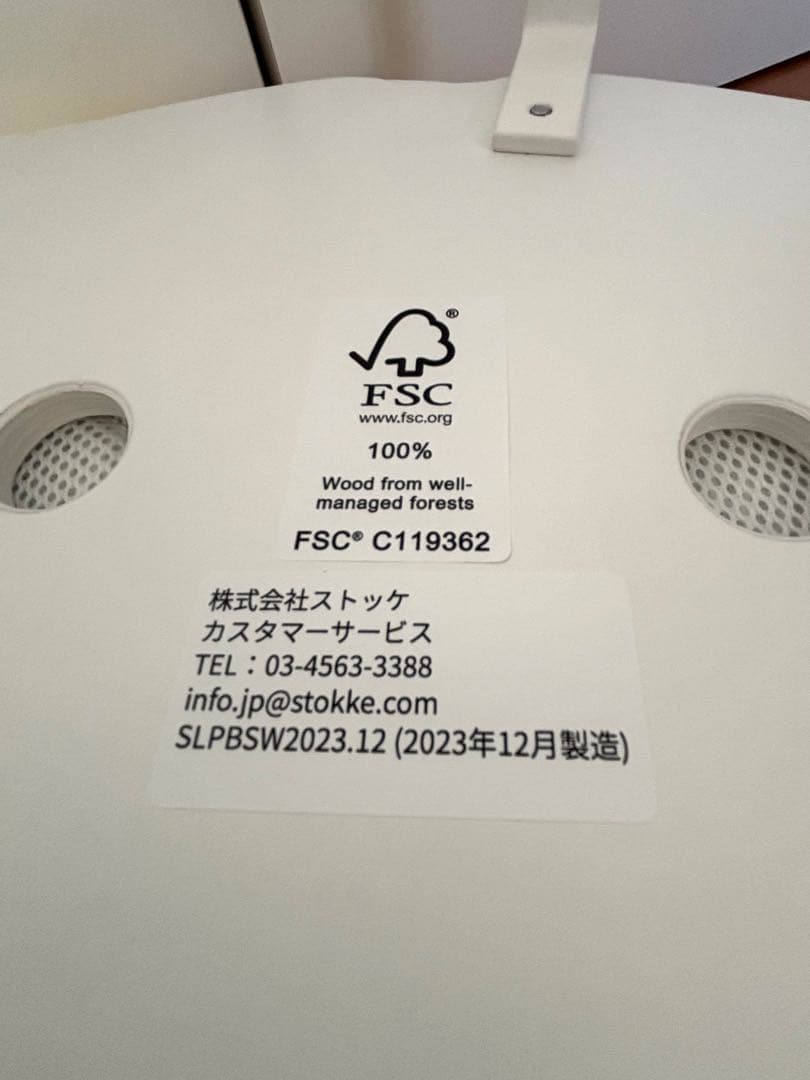 ®
FSC
www.fsc.org
100%
Wood from well-
managed forests
FSC® C119362
株式会社ストッケ
カスタマーサービス
TEL：03-4563-3388
info.jp@stokke.com
SLPBSW2023.12 (2023年12月製造)